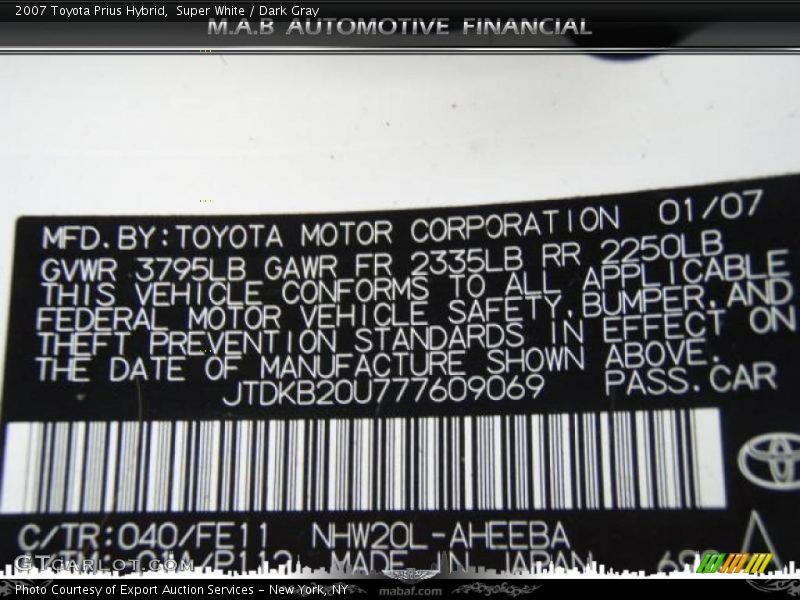 2007 Toyota Prius Hybrid, Super White / Dark Gray
M.A.B AUTOMOTIVE FINANCIAL
MFD.BY:TOYOTA MOTOR CORPORATION 01/07
GVWR 3795LB GAWR FR 2335LB RR 2250LB
THIS VEHICLE CONFORMS TO ALL APPLICABLE
FEDERAL MOTOR VEHICLE SAFETY,BUMPER,AND
THEFT PREVENTION STANDARDS IN EFFECT ON
THE DATE OF MANUFACTURE SHOWN ABOVE.
JTDKB20U777609069 PASS.CAR
C/TR:040/FE11 NHW20L-AHEEBA
MADE IN JAPAN
GTCARLOT.COM
Photo Courtesy of Export Auction Services - New York, NY
mabaf.com